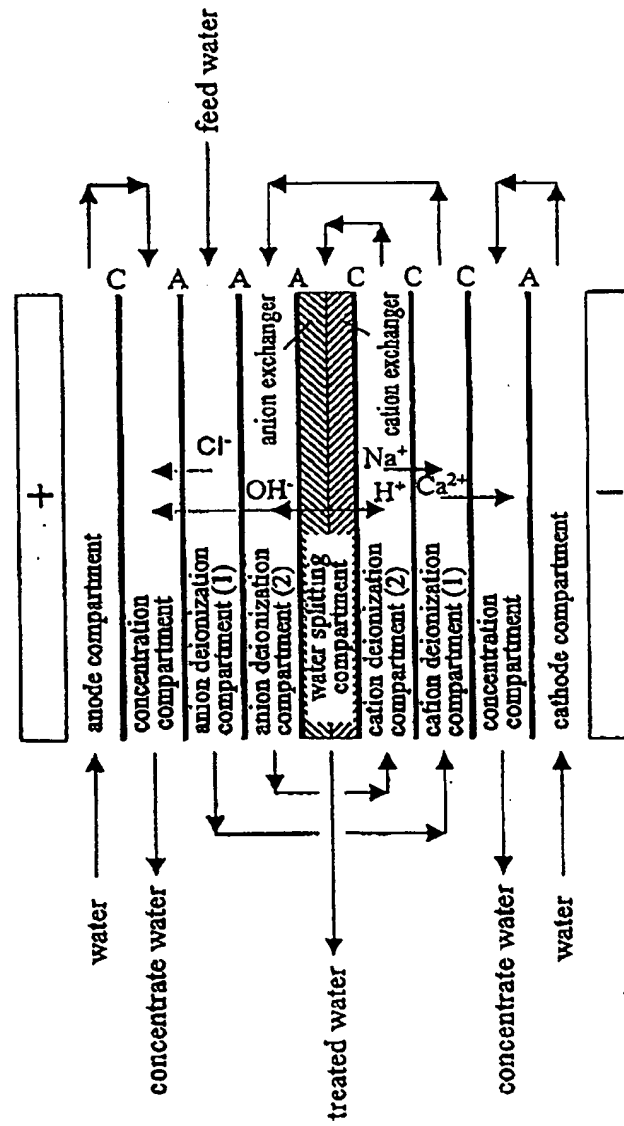 +
anode compartment
C
concentration
compartment
A
anion deionization
compartment (1)
Cl-
A
anion deionization
compartment (2)
OH-
anion exchanger
A
water splitting
compartment
cation exchanger
C
cation deionization
compartment (2)
H+
Na+
C
cation deionization
compartment (1)
Ca2+
C
concentration
compartment
A
cathode compartment
−
feed water
water
concentrate water
treated water
concentrate water
water